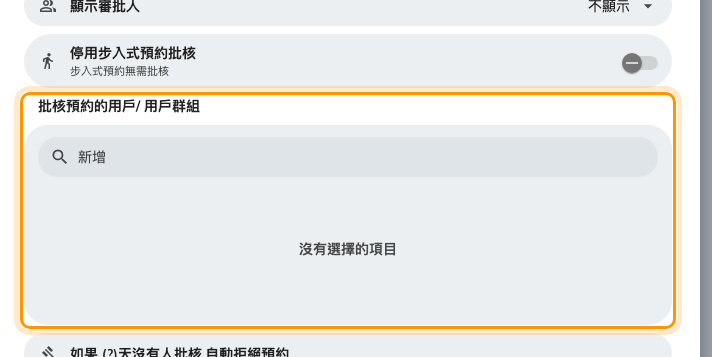 顯示審批人
不顯示
停用步入式預約批核
步入式預約無需批核
批核預約的用戶/ 用戶群組
新增
沒有選擇的項目
如果 (?)天沒有人批核 自動拒絕預約